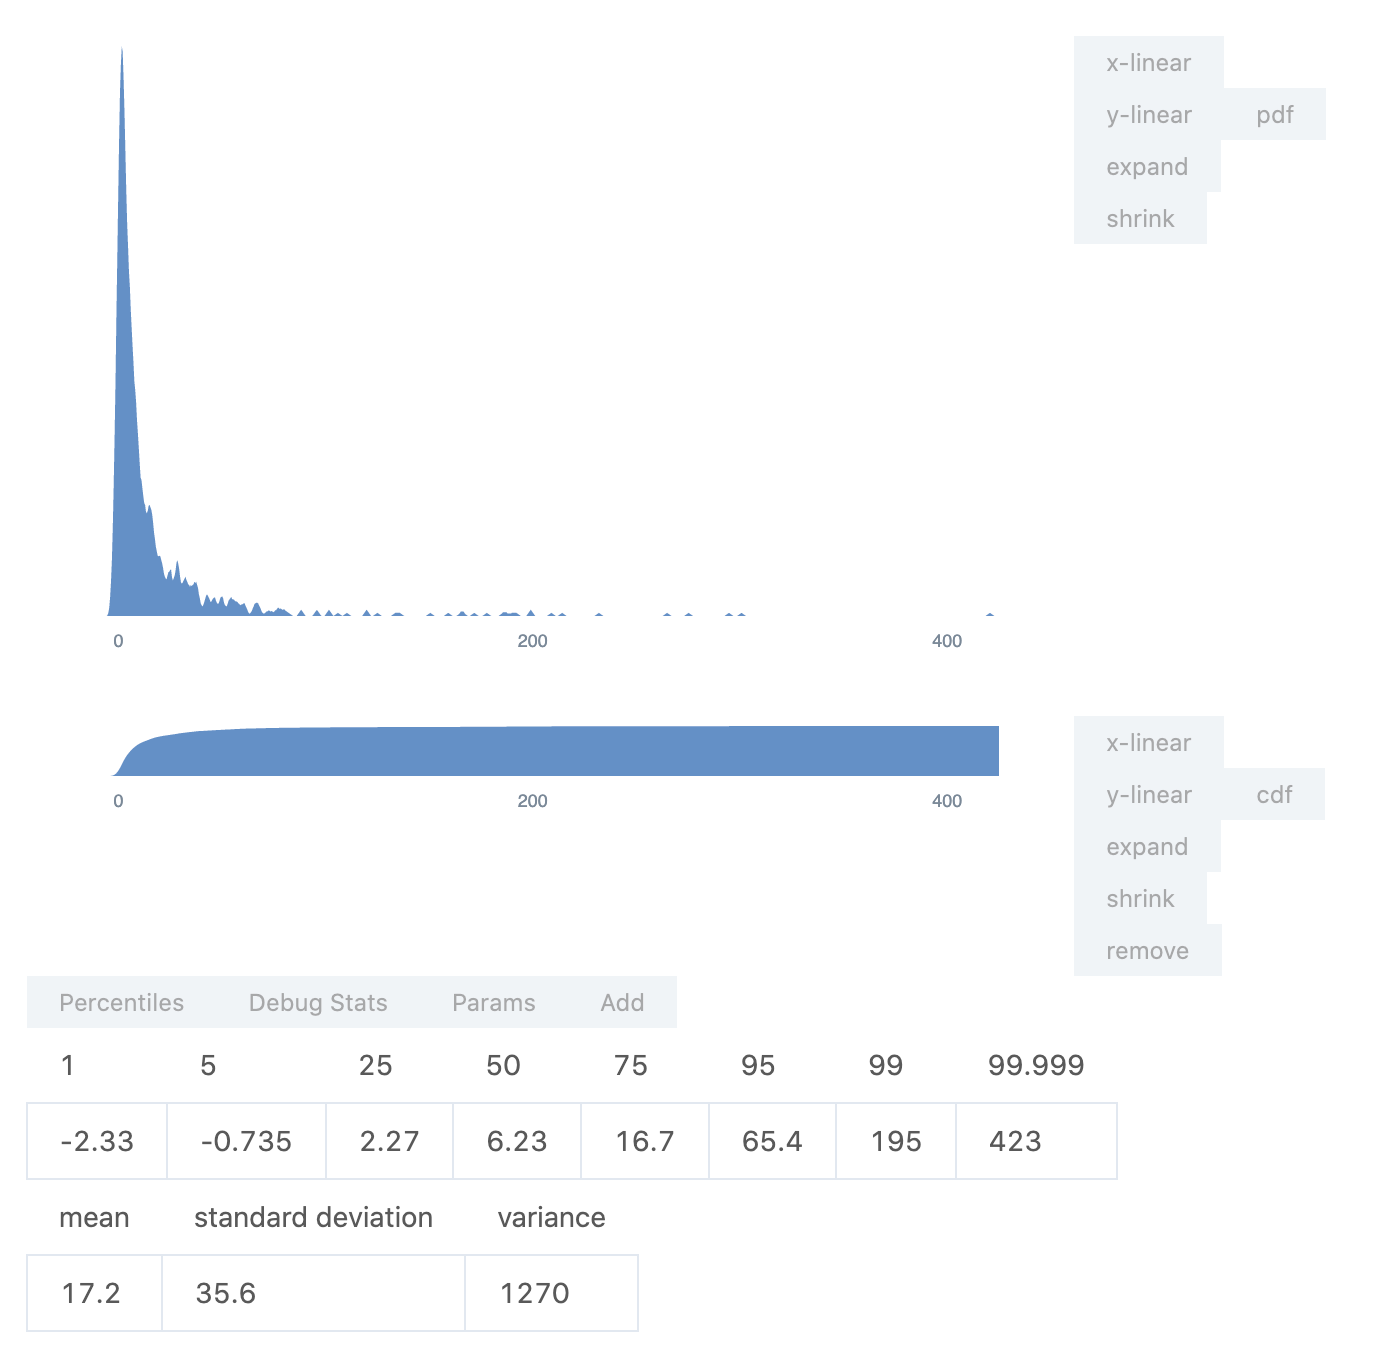 x-linear
y-linear pdf
expand
shrink
0 200 400
x-linear
y-linear cdf
0 200 400
expand
shrink
remove
Percentiles Debug Stats Params Add
1 5 25 50 75 95 99 99.999
-2.33 -0.735 2.27 6.23 16.7 65.4 195 423
mean standard deviation variance
17.2 35.6 1270